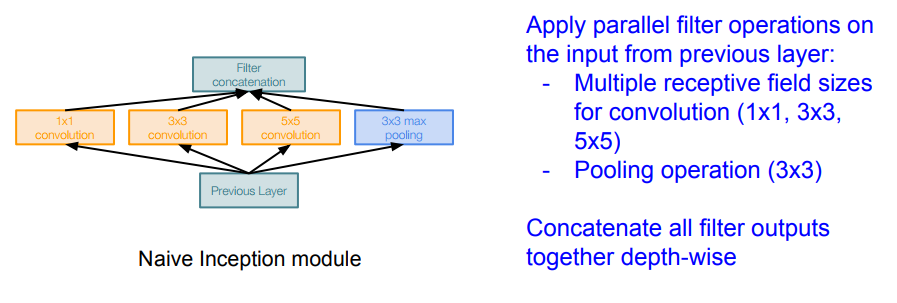 Filter
concatenation
1x1
convolution
3x3
convolution
5x5
convolution
3x3 max
pooling
Previous Layer
Naive Inception module
Apply parallel filter operations on
the input from previous layer:
- Multiple receptive field sizes
for convolution (1x1, 3x3,
5x5)
- Pooling operation (3x3)
Concatenate all filter outputs
together depth-wise